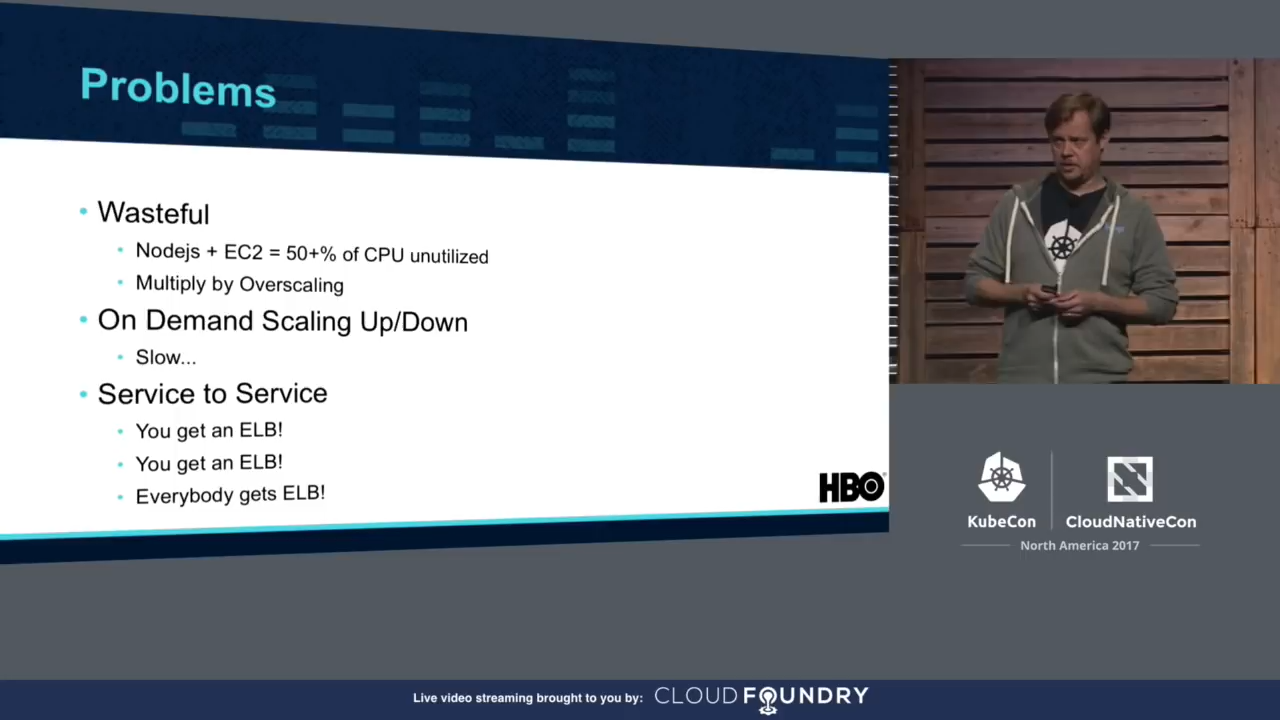 Problems
Wasteful
Nodejs + EC2 = 50+% of CPU unutilized
Multiply by Overscaling
On Demand Scaling Up/Down
Slow...
Service to Service
You get an ELB!
You get an ELB!
Everybody gets ELB!
HBO
KubeCon
CloudNativeCon
North America 2017
Live video streaming brought to you by: CLOUD FOUNDRY